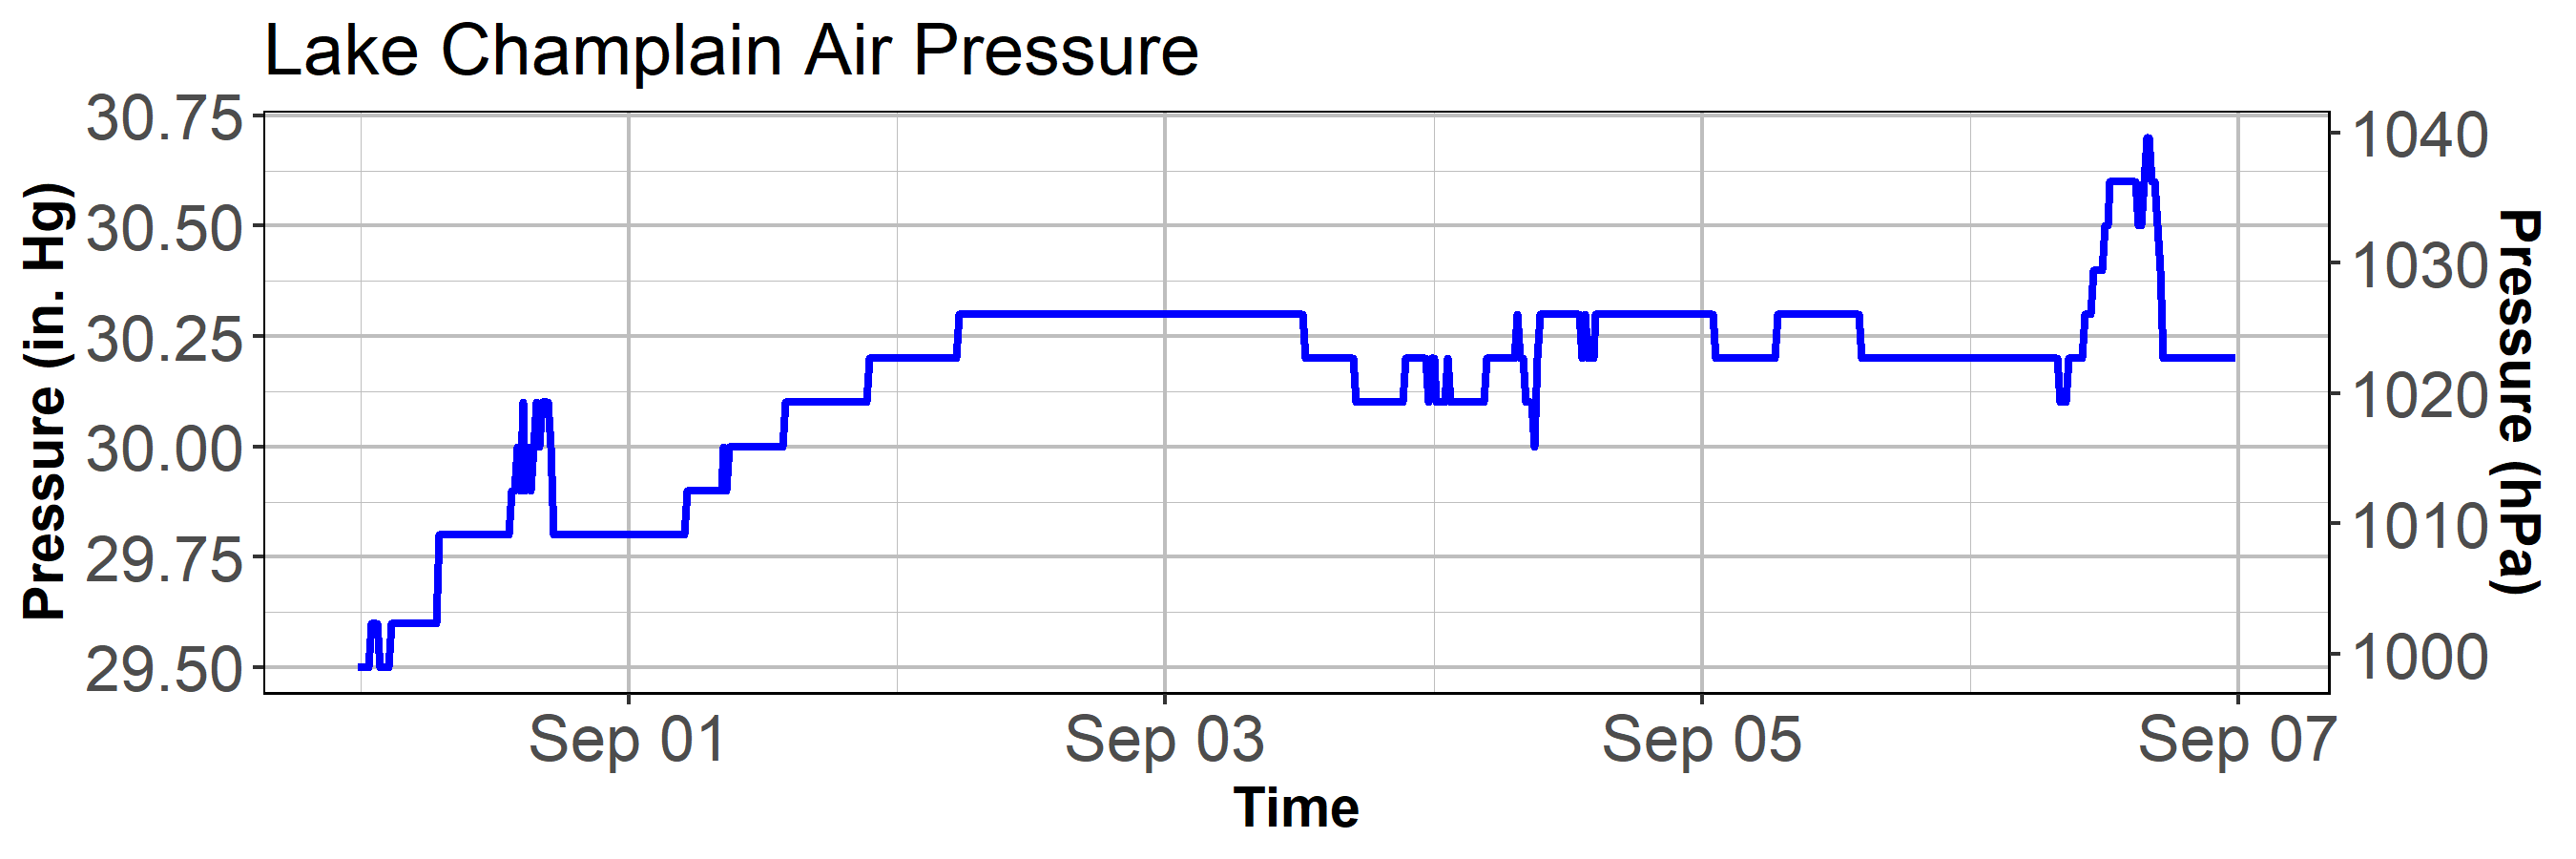 Lake Champlain Air Pressure
Pressure (in. Hg)
30.75
30.50
30.25
30.00
29.75
29.50
1040
1030
1020
1010
1000
Pressure (hPa)
Sep 01 Sep 03 Sep 05 Sep 07
Time